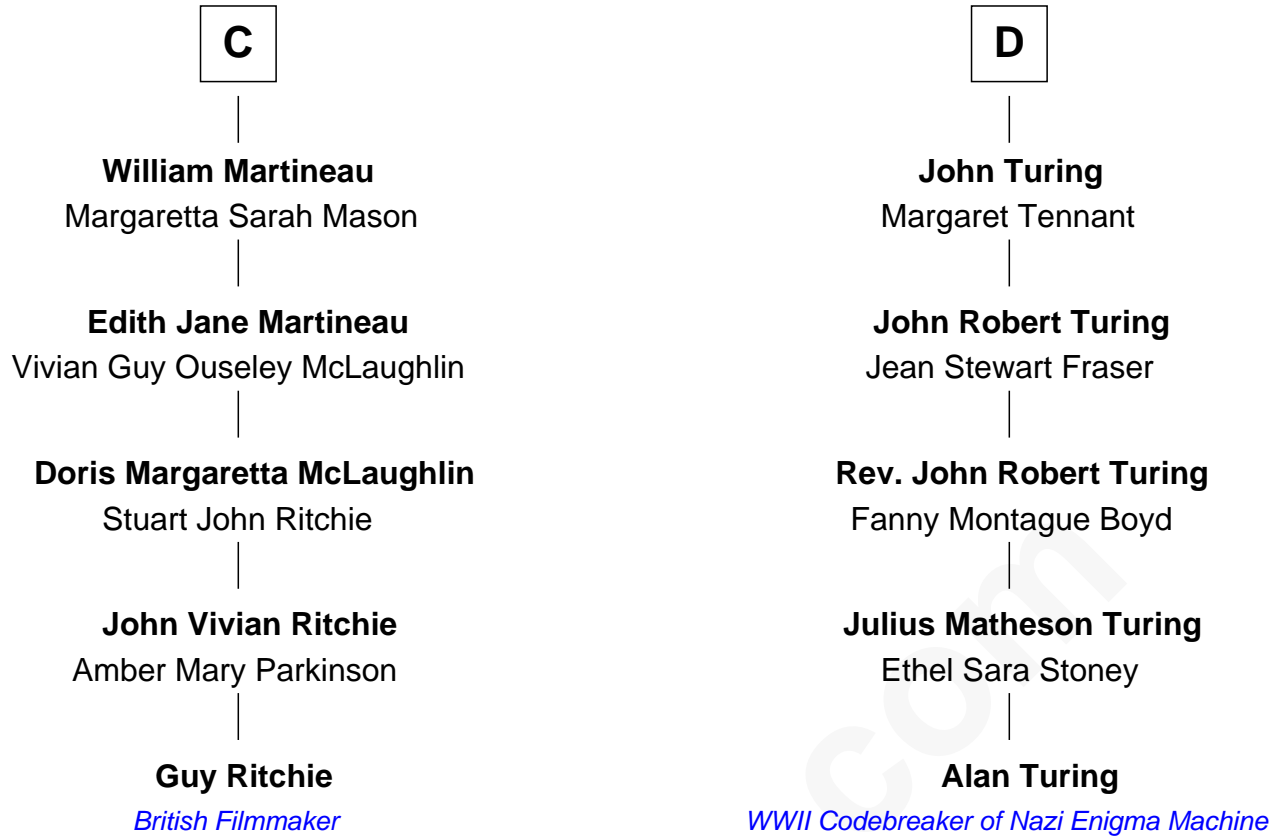 C
William Martineau
Margaretta Sarah Mason
Edith Jane Martineau
Vivian Guy Ouseley McLaughlin
Doris Margaretta McLaughlin
Stuart John Ritchie
John Vivian Ritchie
Amber Mary Parkinson
Guy Ritchie
British Filmmaker
D
John Turing
Margaret Tennant
John Robert Turing
Jean Stewart Fraser
Rev. John Robert Turing
Fanny Montague Boyd
Julius Matheson Turing
Ethel Sara Stoney
Alan Turing
WWII Codebreaker of Nazi Enigma Machine
com